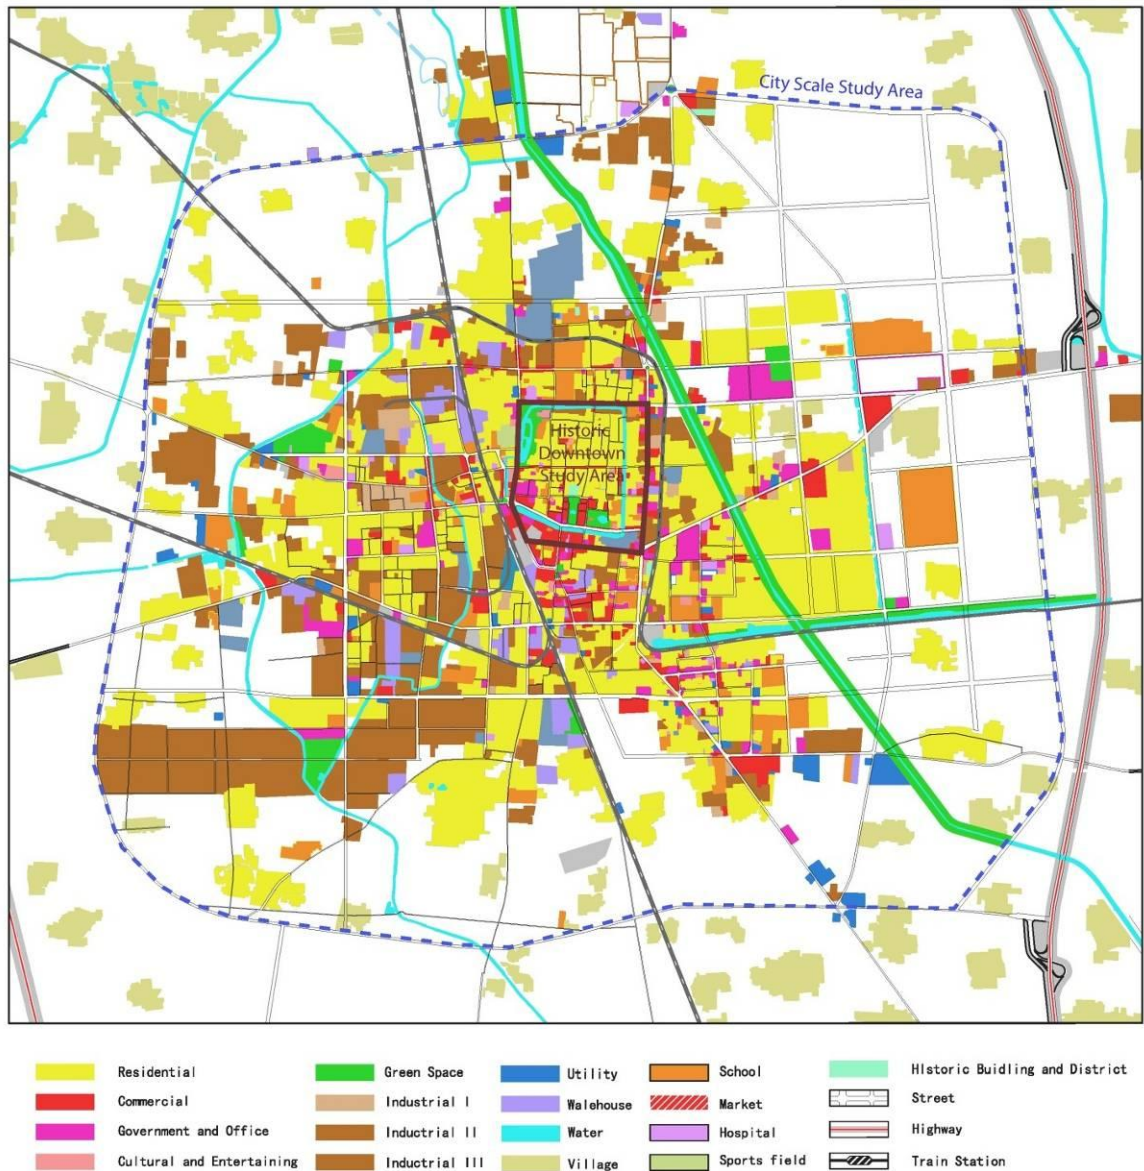 City Scale Study Area
Historic
Downtown
Study Area
Residential
Commercial
Government and Office
Cultural and Entertaining
Green Space
Industrial I
Inductrial II
Inductrial III
Utility
Walehouse
Water
Village
School
Market
Hospital
Sports field
HIstoric Buidling and District
Street
Highway
Train Station